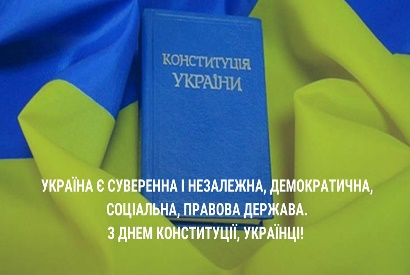 КОНСТИТУЦІЯ
УКРАЇНИ
УКРАЇНА Є СУВЕРЕННА І НЕЗАЛЕЖНА, ДЕМОКРАТИЧНА,
СОЦІАЛЬНА, ПРАВОВА ДЕРЖАВА.
З ДНЕМ КОНСТИТУЦІЇ, УКРАЇНЦІ!